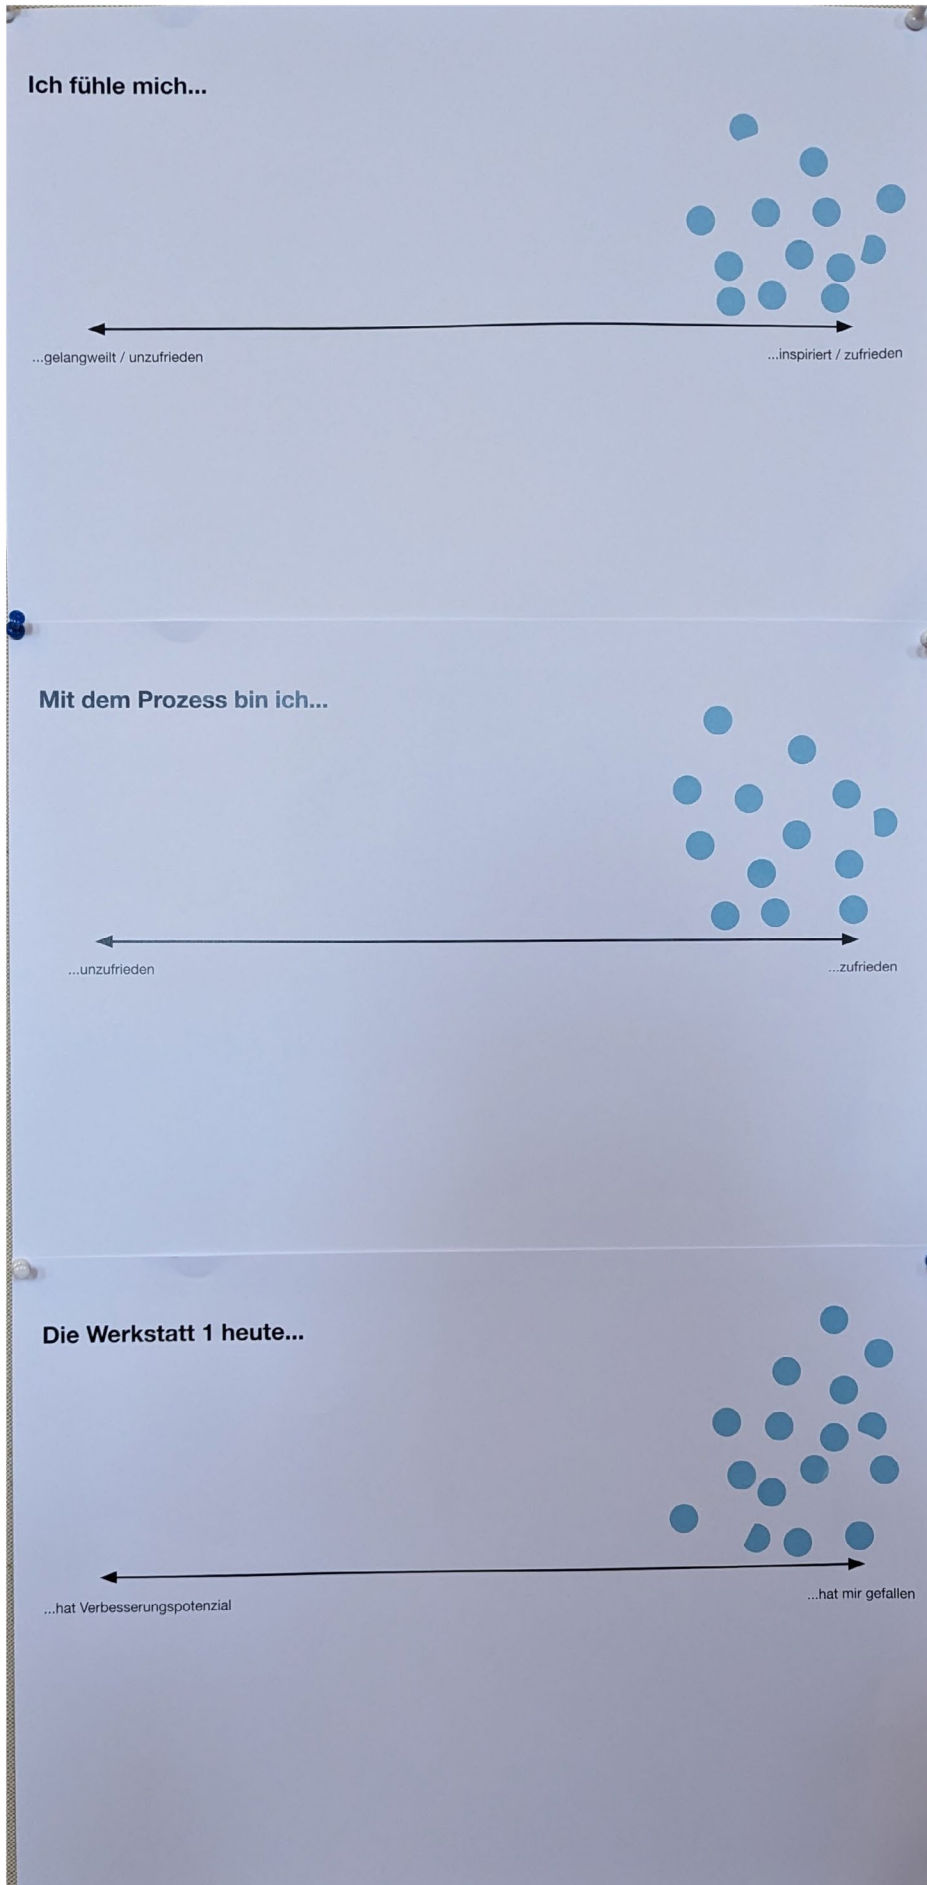 Ich fühle mich...
...gelangweilt / unzufrieden
...inspiriert / zufrieden
Mit dem Prozess bin ich...
...unzufrieden
...zufrieden
Die Werkstatt 1 heute...
...hat Verbesserungspotenzial
...hat mir gefallen